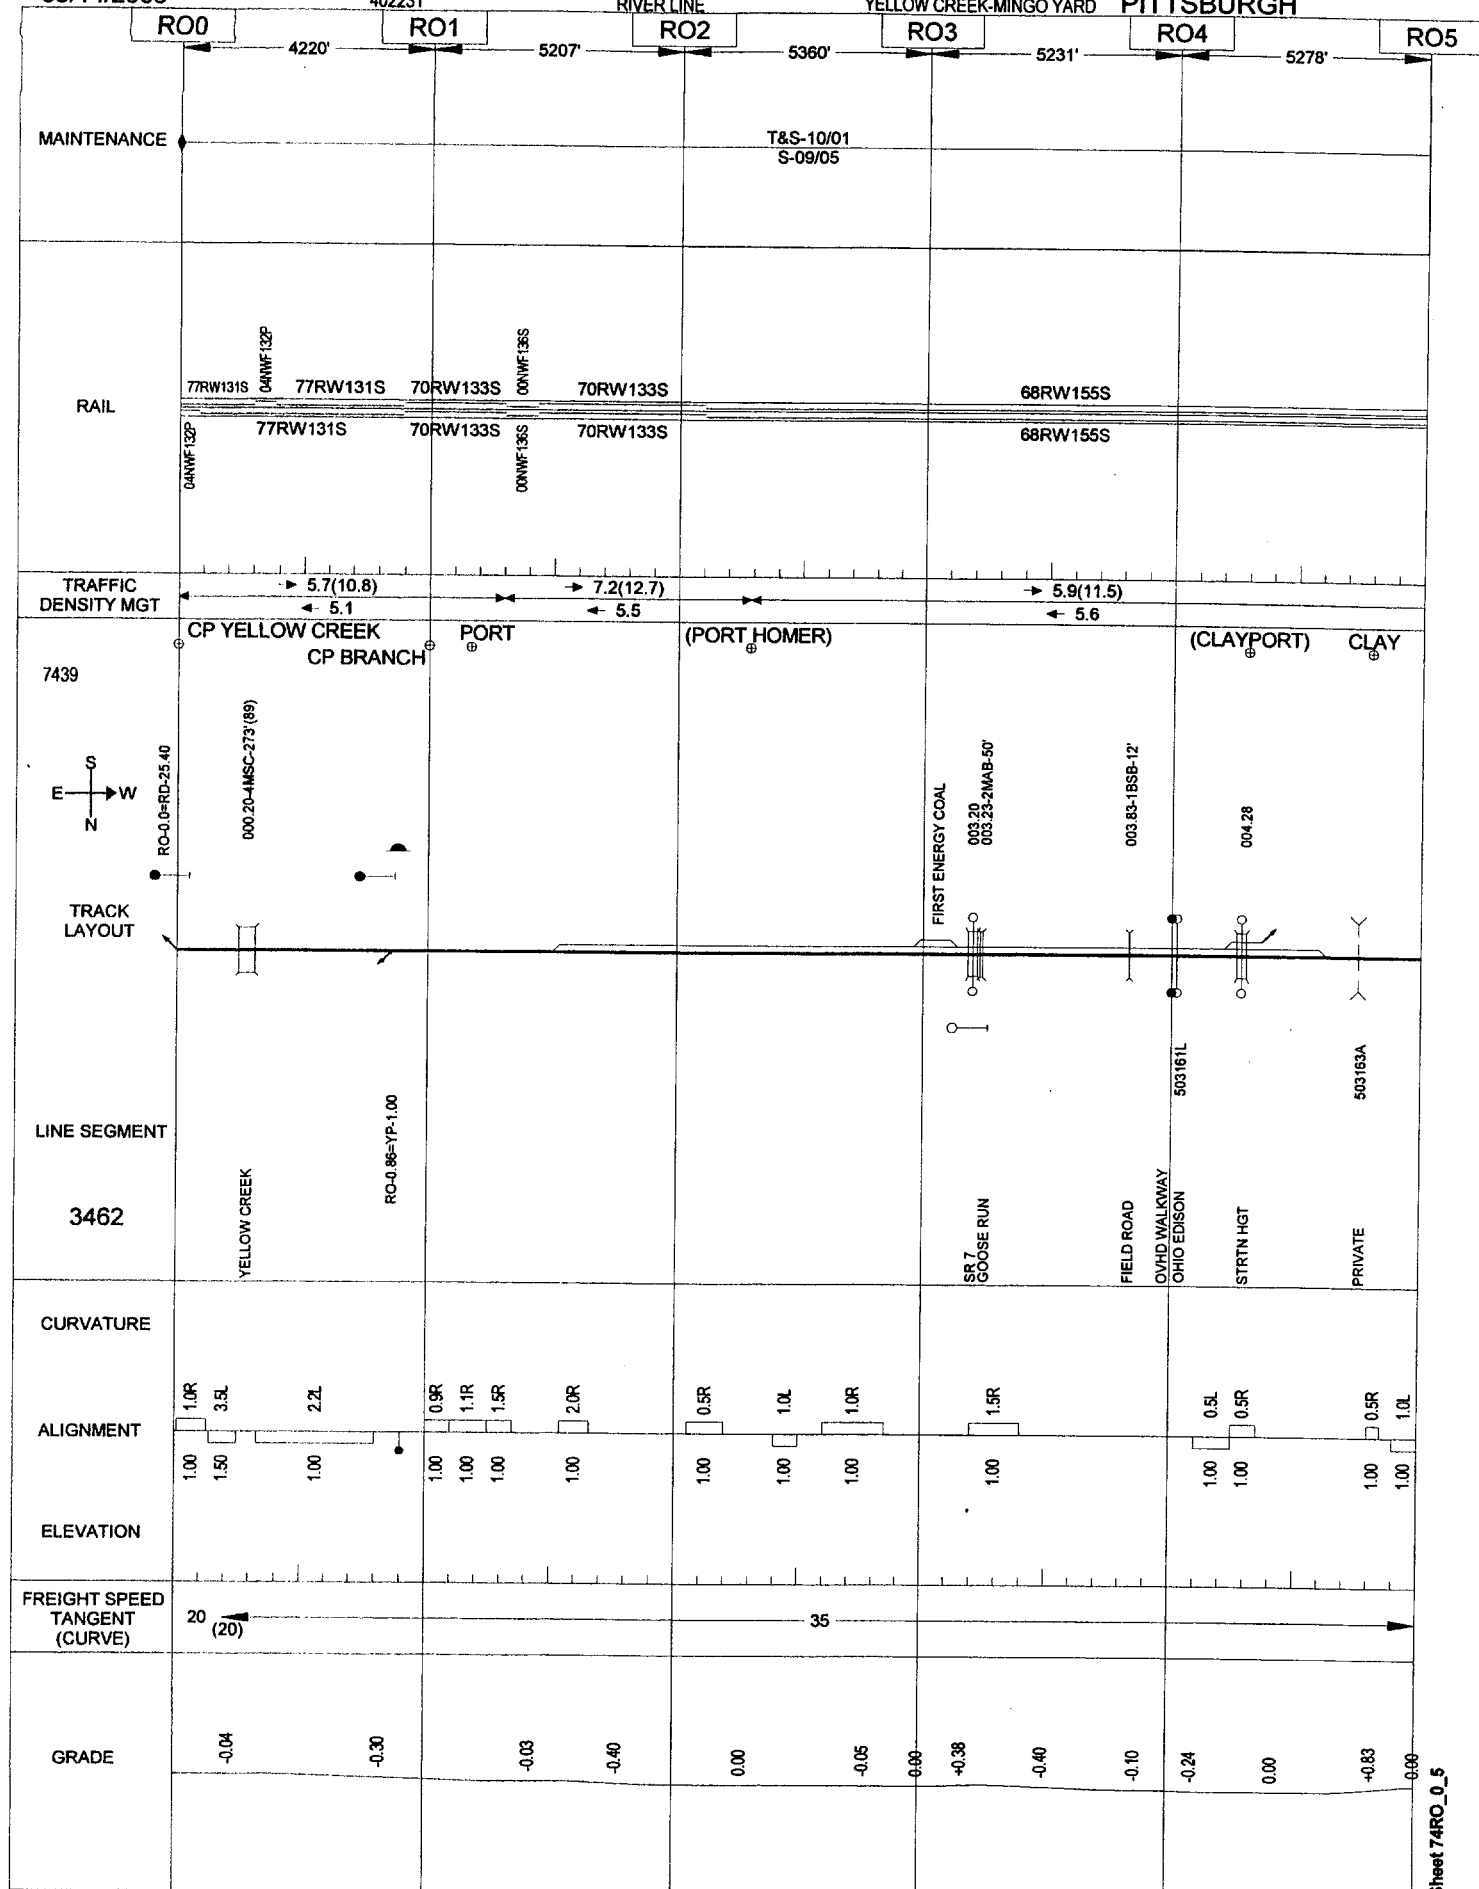 402231 RIVER LINE YELLOW CREEK-MINGO YARD PITTSBURGH
RO0 RO1 RO2 RO3 RO4 RO5
4220' 5207' 5360' 5231' 5278'
MAINTENANCE
T&S-10/01
S-09/05
RAIL
77RW131S 04NWF132P 77RW131S 70RW133S 00NWF136S 70RW133S 68RW155S
04NWF132P 77RW131S 70RW133S 00NWF136S 70RW133S 68RW155S
TRAFFIC
DENSITY MGT
5.7(10.8) 7.2(12.7) 5.9(11.5)
5.1 5.5 5.6
CP YELLOW CREEK PORT (PORT HOMER) (CLAYPORT) CLAY
CP BRANCH
7439
S
E W
N
RO-0.0=RD-25.40
000.20-4MSC-273'(89)
FIRST ENERGY COAL
003.20
003.23-2MAB-50'
003.83-1BSB-12'
004.28
TRACK
LAYOUT
503161L
503163A
LINE SEGMENT
3462
YELLOW CREEK
RO-0.86=YP-1.00
SR 7
GOOSE RUN
FIELD ROAD
OVHD WALKWAY
OHIO EDISON
STRTN HGT
PRIVATE
CURVATURE
1.0R 3.5L 2.2L 0.9R 1.1R 1.5R 2.0R 0.5R 1.0L 1.0R 1.5R 0.5L 0.5R 0.5R 1.0L
ALIGNMENT
1.00 1.50 1.00 1.00 1.00 1.00 1.00 1.00 1.00 1.00 1.00 1.00 1.00 1.00 1.00
ELEVATION
FREIGHT SPEED
TANGENT
(CURVE)
20
(20)
35
GRADE
-0.04 -0.30 -0.03 -0.40 0.00 -0.05 0.00 +0.38 -0.40 -0.10 -0.24 0.00 +0.83 0.00
Sheet 74RO_0_5